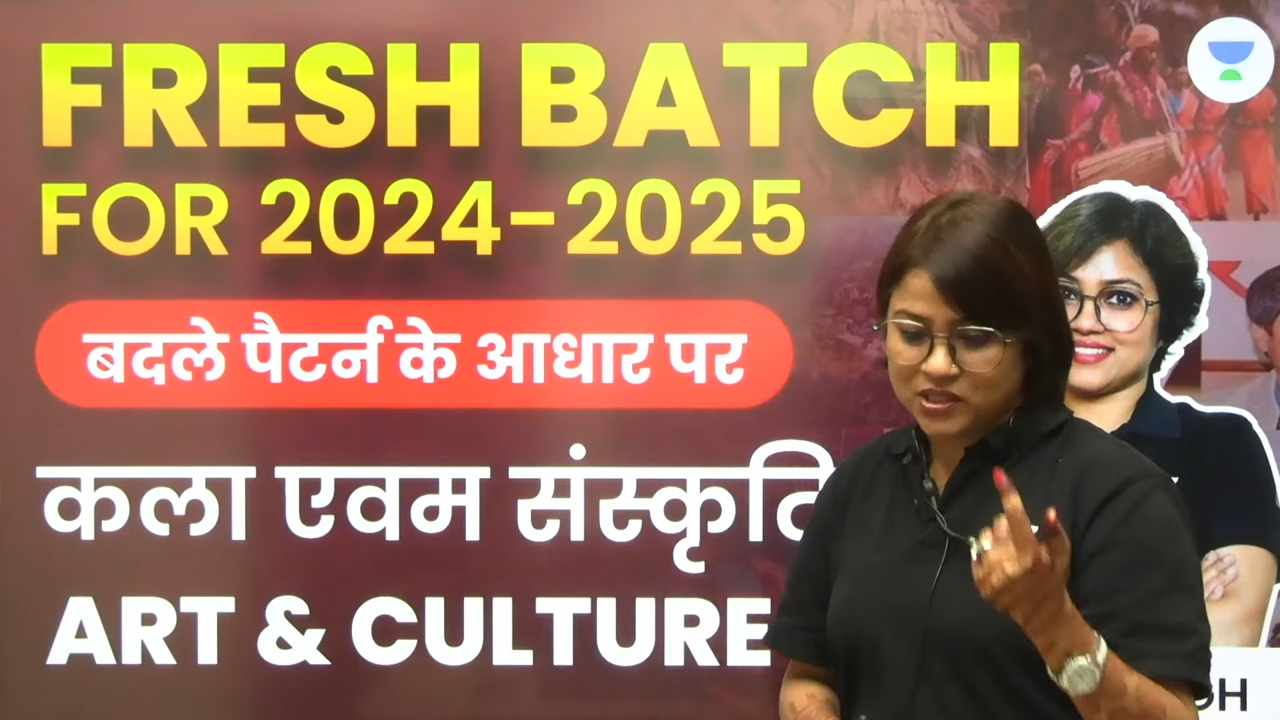 FRESH BATCH
FOR 2024-2025
बदले पैटर्न के आधार पर
कला एवम संस्कृति
ART & CULTURE